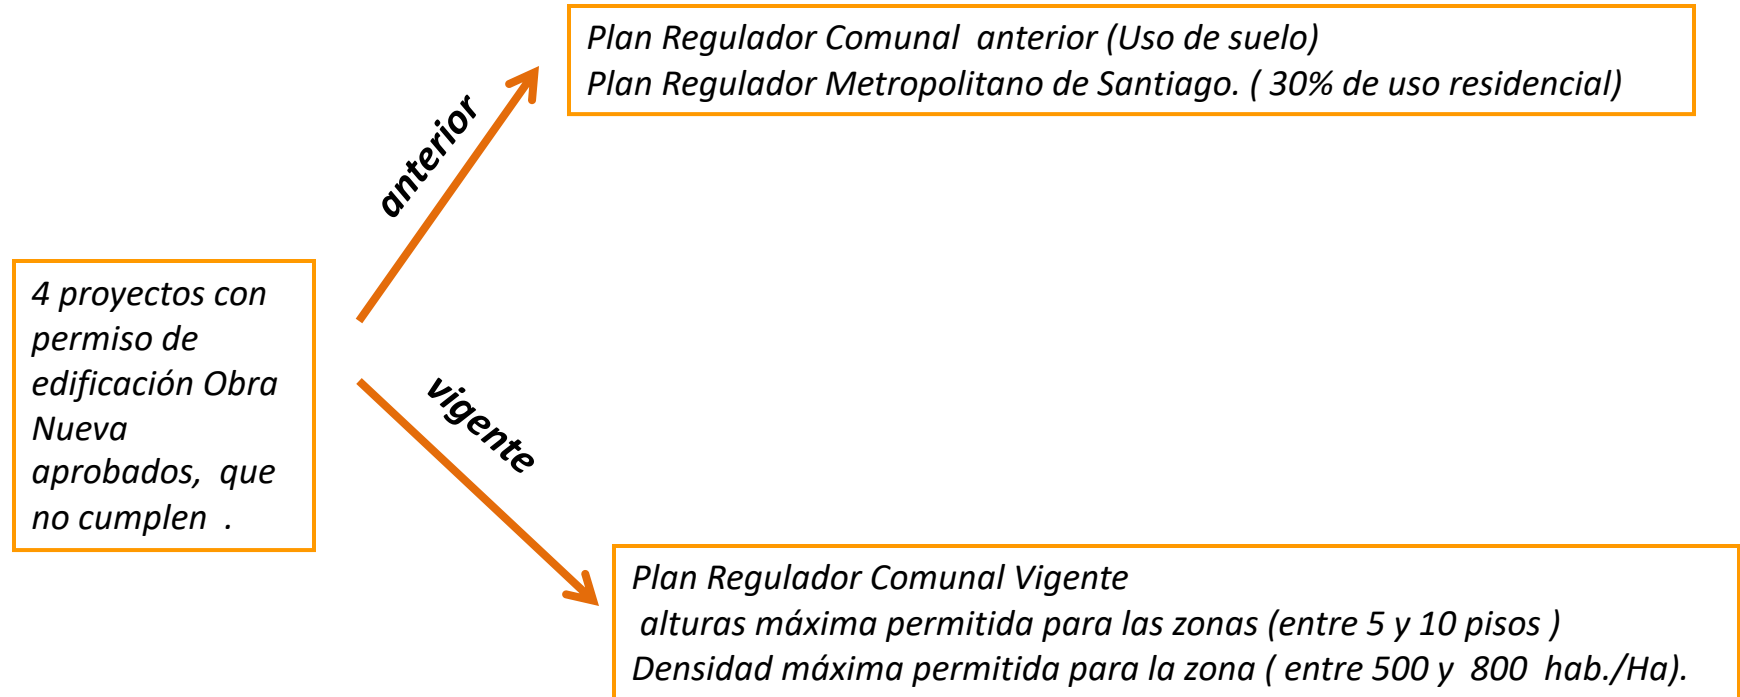 Plan Regulador Comunal  anterior (Uso de suelo)
Plan Regulador Metropolitano de Santiago. ( 30% de uso residencial)
anterior
4 proyectos con
permiso de
edificación Obra
Nueva
aprobados,  que
no cumplen  .
vigente
Plan Regulador Comunal Vigente
alturas máxima permitida para las zonas (entre 5 y 10 pisos )
Densidad máxima permitida para la zona ( entre 500 y  800  hab./Ha).